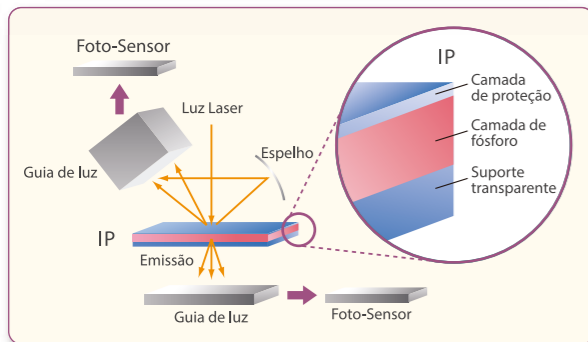 Foto-Sensor
Luz Laser
Espelho
Guia de luz
IP
Emissão
Guia de luz
Foto-Sensor
IP
Camada
de proteção
Camada de
fósforo
Suporte
transparente